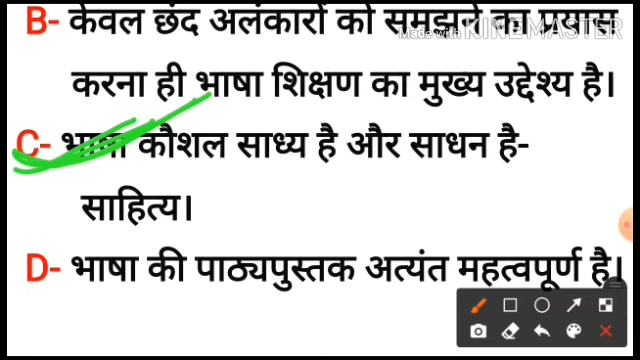 B- केवल छंद अलंकारों को समझने का प्रयास
Made with KINEMASTER
करना ही भाषा शिक्षण का मुख्य उद्देश्य है।
C- भाषा कौशल साध्य है और साधन है-
साहित्य।
D- भाषा की पाठ्यपुस्तक अत्यंत महत्वपूर्ण है।